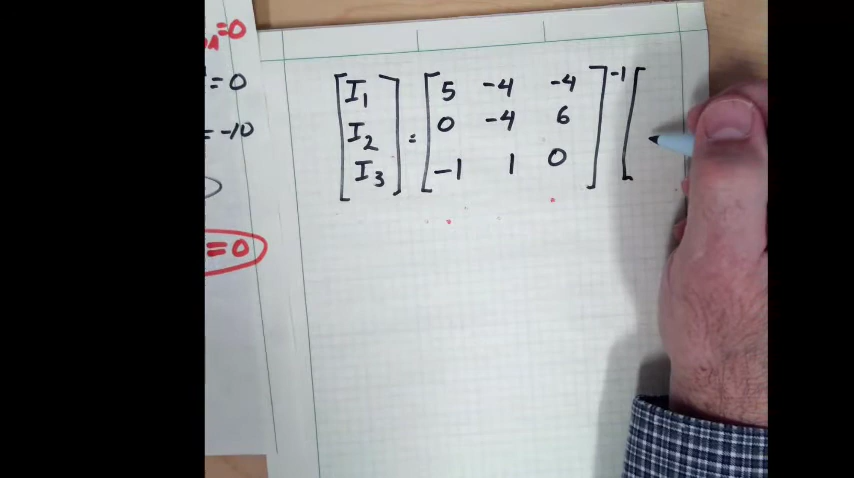 A=0
=0
=-10
=0
[I₁] = [5 -4 -4]⁻¹ [
[I₂] [0 -4 6]
[I₃] [-1 1 0]